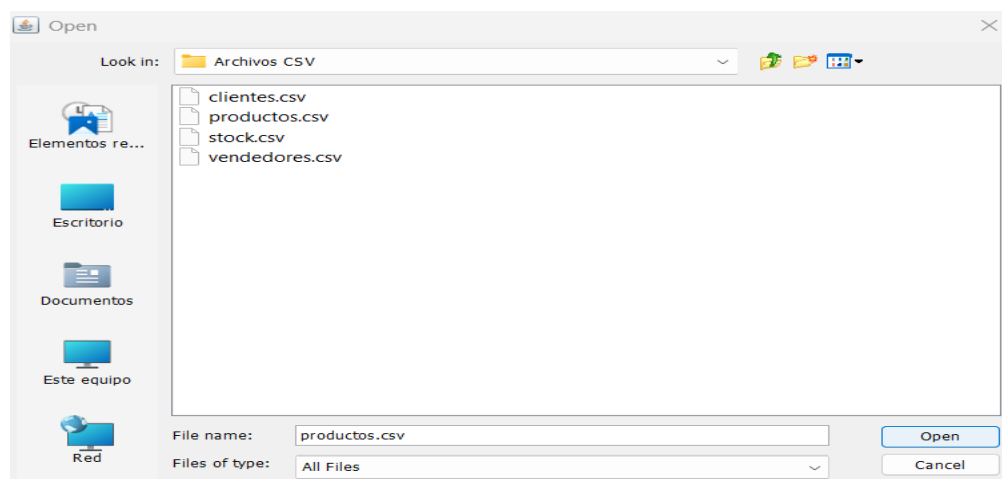 Open
Look in:
Archivos CSV
clientes.csv
productos.csv
stock.csv
vendedores.csv
Elementos re...
Escritorio
Documentos
Este equipo
Red
File name:
productos.csv
Open
Files of type:
All Files
Cancel